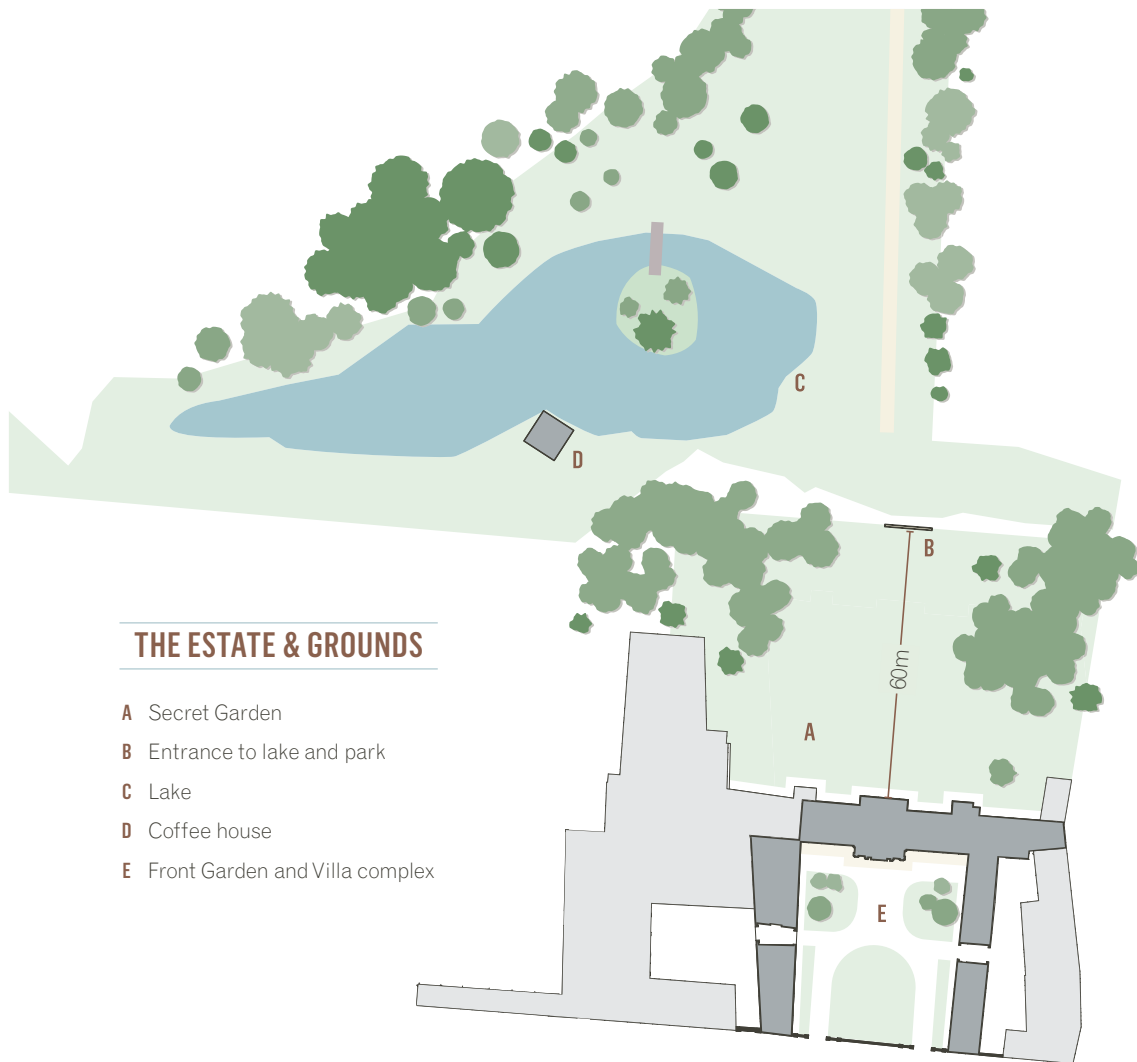 C
D
B
60m
A
E
THE ESTATE & GROUNDS
A Secret Garden
B Entrance to lake and park
C Lake
D Coffee house
E Front Garden and Villa complex